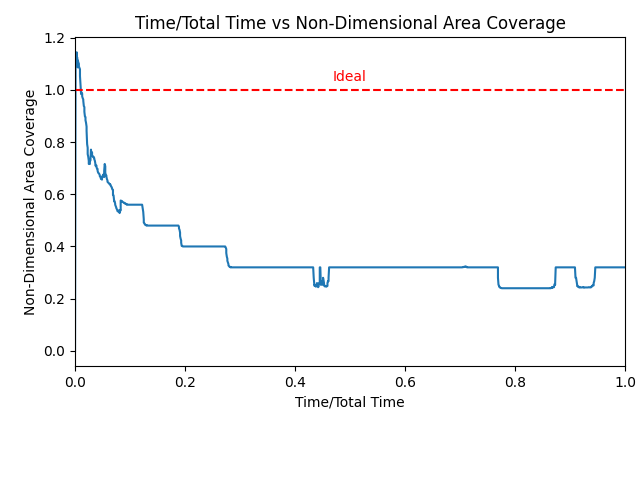 Time/Total Time vs Non-Dimensional Area Coverage
1.2
1.0
0.8
0.6
0.4
0.2
0.0
Non-Dimensional Area Coverage
Ideal
0.0 0.2 0.4 0.6 0.8 1.0
Time/Total Time